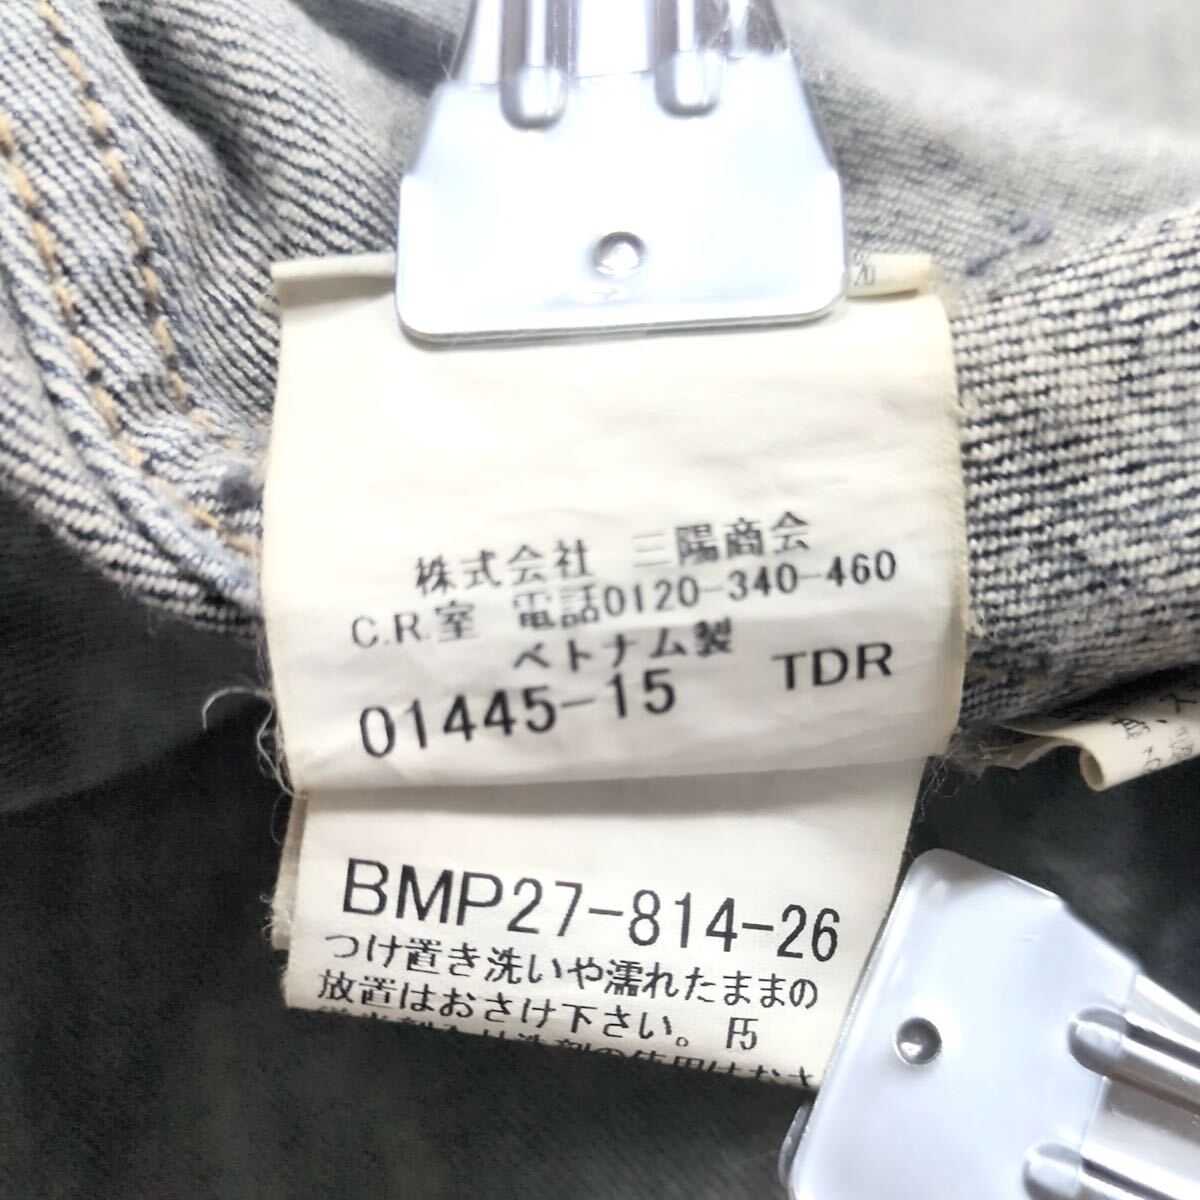 %
株式会社 三陽商会
C.R.室 電話0120-340-460
ベトナム製
01445-15 TDR
BMP27-814-26
つけ置き洗いや濡れたままの
放置はおさけ下さい。 円5